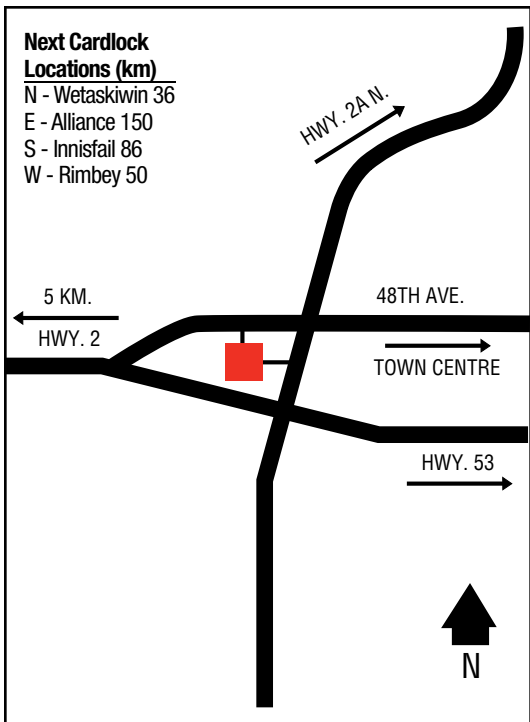 Next Cardlock
Locations (km)
N - Wetaskiwin 36
E - Alliance 150
S - Innisfail 86
W - Rimbey 50
HWY. 2A N.
5 KM.
HWY. 2
48TH AVE.
TOWN CENTRE
HWY. 53
N